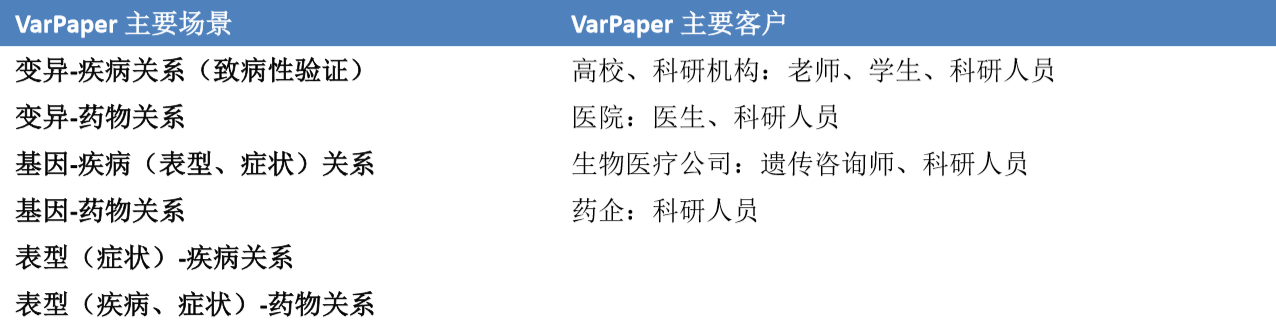 VarPaper 主要场景 VarPaper 主要客户
变异-疾病关系（致病性验证） 高校、科研机构：老师、学生、科研人员
变异-药物关系 医院：医生、科研人员
基因-疾病（表型、症状）关系 生物医疗公司：遗传咨询师、科研人员
基因-药物关系 药企：科研人员
表型（症状）-疾病关系
表型（疾病、症状）-药物关系